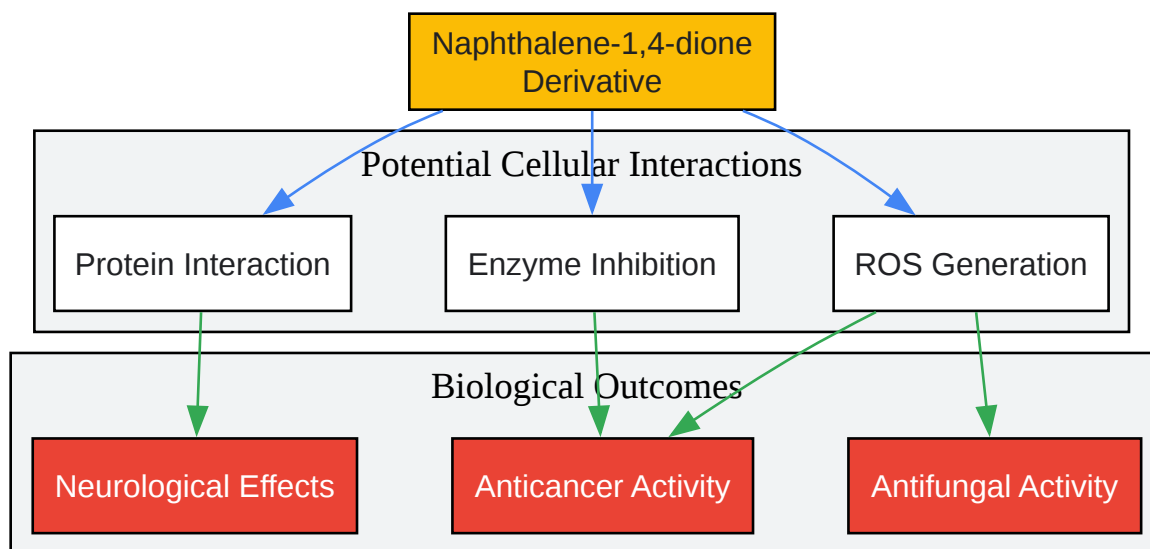 Naphthalene-1,4-dione
Derivative
Potential Cellular Interactions
Protein Interaction
Enzyme Inhibition
ROS Generation
Biological Outcomes
Neurological Effects
Anticancer Activity
Antifungal Activity